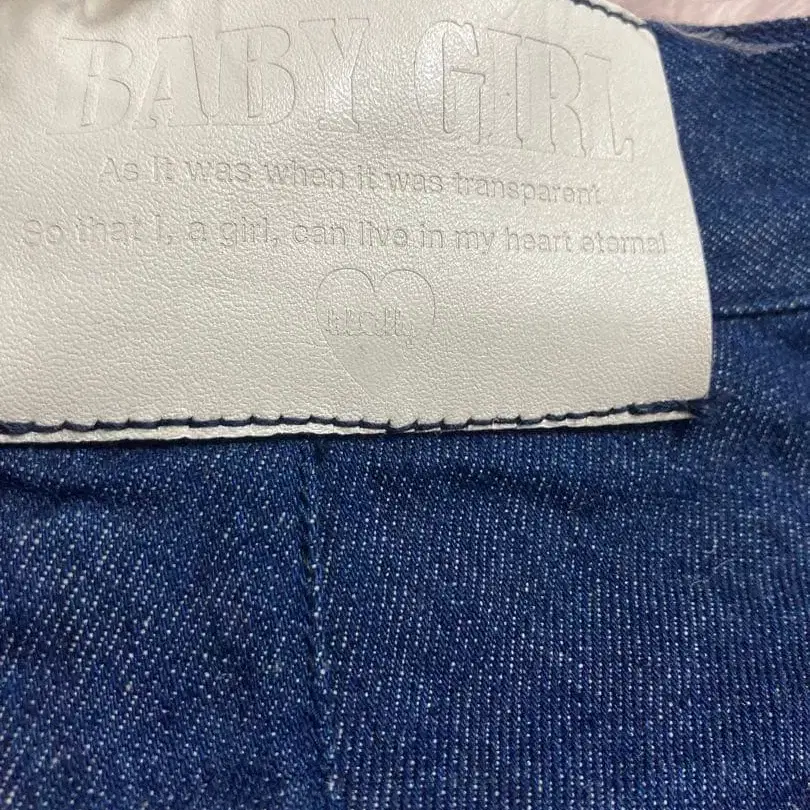 BABY GIRL
As it was when it was transparent
So that I, a girl, can live in my heart eternal